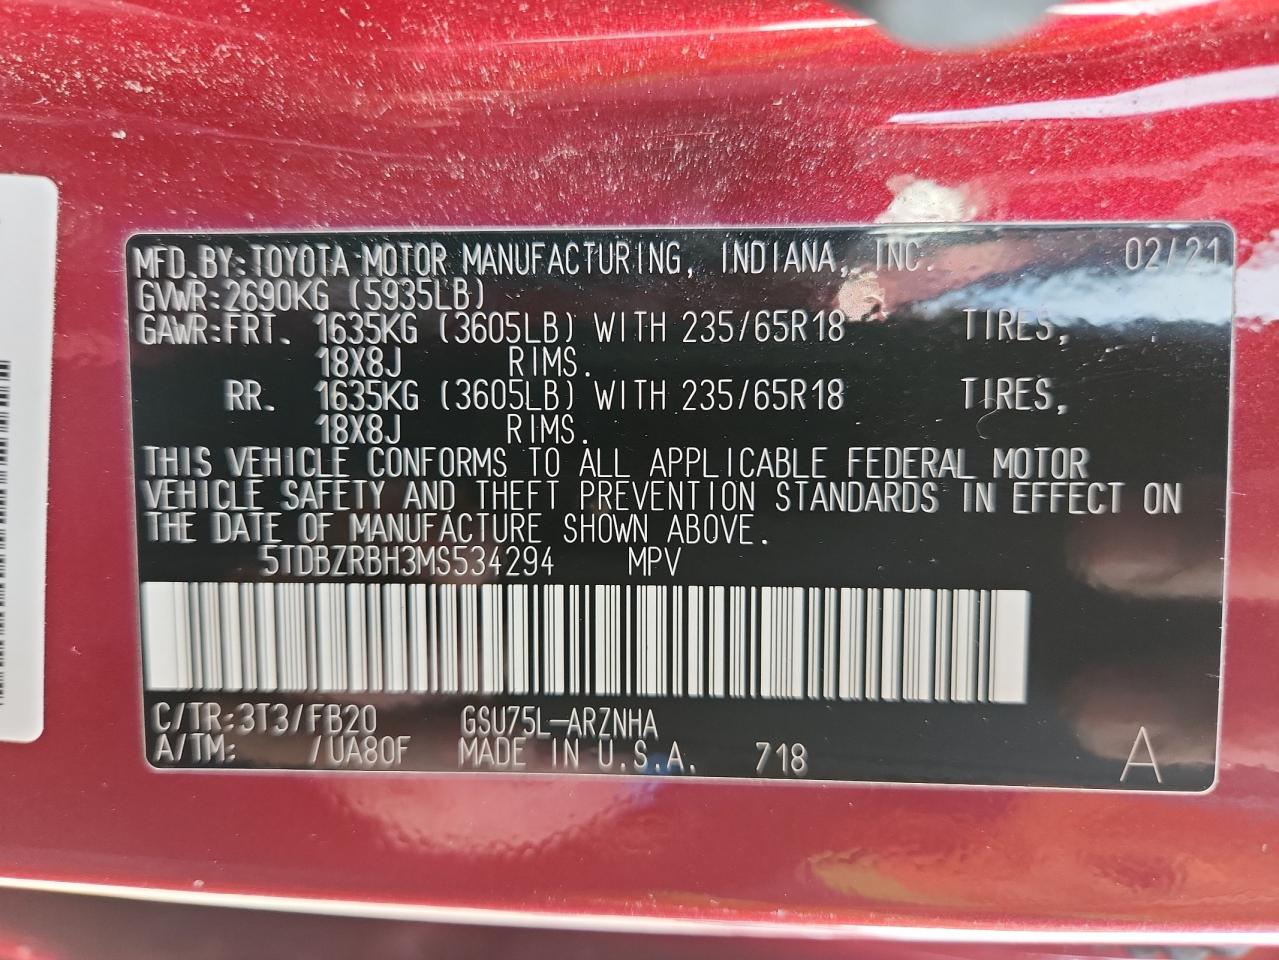 MFD.BY:TOYOTA MOTOR MANUFACTURING, INDIANA, INC. 02/21
GVWR:2690KG (5935LB)
GAWR:FRT. 1635KG (3605LB) WITH 235/65R18 TIRES,
18X8J RIMS.
RR. 1635KG (3605LB) WITH 235/65R18 TIRES,
18X8J RIMS.
THIS VEHICLE CONFORMS TO ALL APPLICABLE FEDERAL MOTOR
VEHICLE SAFETY AND THEFT PREVENTION STANDARDS IN EFFECT ON
THE DATE OF MANUFACTURE SHOWN ABOVE.
5TDBZRBH3MS534294 MPV
C/TR:3T3/FB20 GSU75L-ARZNHA
A/TM: /UA80F MADE IN U.S.A. 718 A